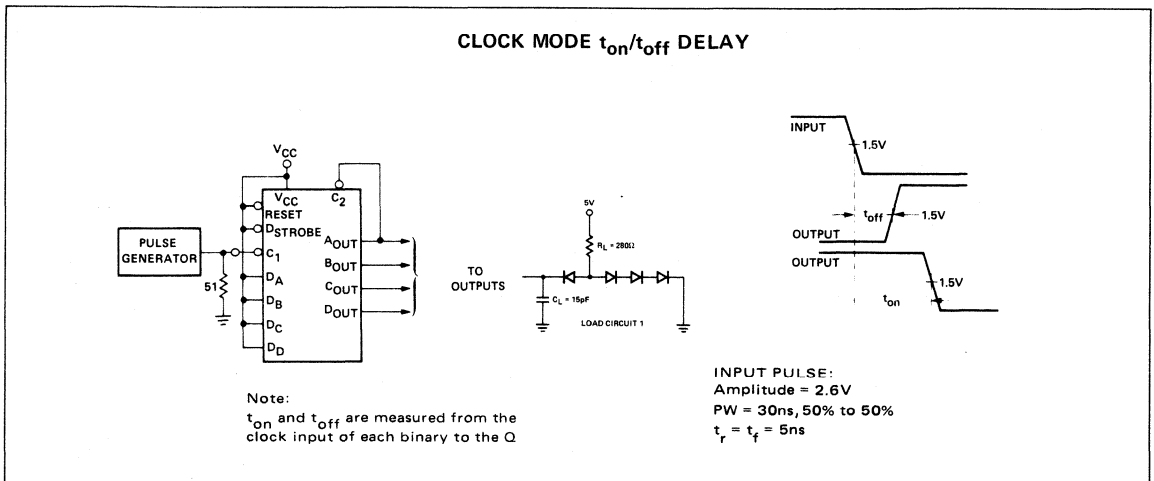 CLOCK MODE ton/toff DELAY
VCC
VCC
C2
RESET
DSTROBE
PULSE
GENERATOR
C1
51
DA
DB
DC
DD
AOUT
BOUT
COUT
DOUT
TO
OUTPUTS
5V
RL = 280Ω
CL = 15pF
LOAD CIRCUIT 1
INPUT
1.5V
toff
1.5V
OUTPUT
OUTPUT
1.5V
ton
Note:
ton and toff are measured from the
clock input of each binary to the Q
INPUT PULSE:
Amplitude = 2.6V
PW = 30ns, 50% to 50%
tr = tf = 5ns